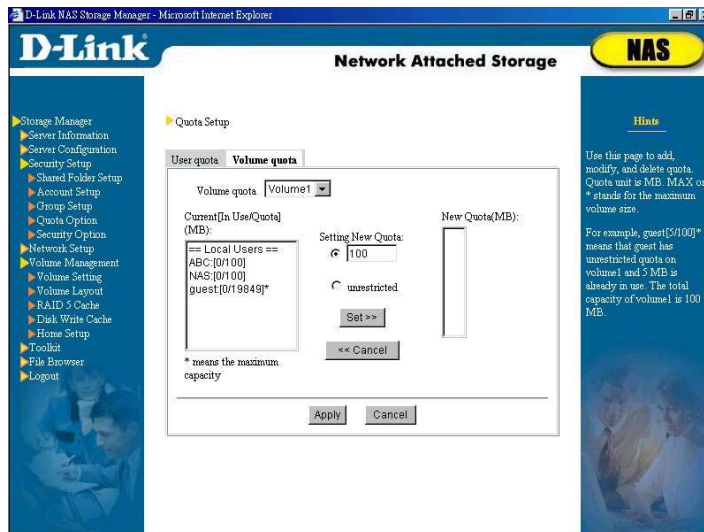 D-Link NAS Storage Manager - Microsoft Internet Explorer
D-Link
Network Attached Storage
NAS
Storage Manager
Server Information
Server Configuration
Security Setup
Shared Folder Setup
Account Setup
Group Setup
Quota Option
Security Option
Network Setup
Volume Management
Volume Setting
Volume Layout
RAID 5 Cache
Disk Write Cache
Home Setup
Toolkit
File Browser
Logout
Quota Setup
User quota Volume quota
Volume quota Volume1
Current[In Use/Quota]
(MB):
== Local Users ==
ABC:[0/100]
NAS:[0/100]
guest:[0/19849]*
* means the maximum
capacity
Setting New Quota:
100
unrestricted
Set >>
<< Cancel
New Quota(MB):
Apply Cancel
Hints
Use this page to add,
modify, and delete quota.
Quota unit is MB. MAX or
* stands for the maximum
volume size.
For example, guest[5/100]*
means that guest has
unrestricted quota on
volume1 and 5 MB is
already in use. The total
capacity of volume1 is 100
MB.